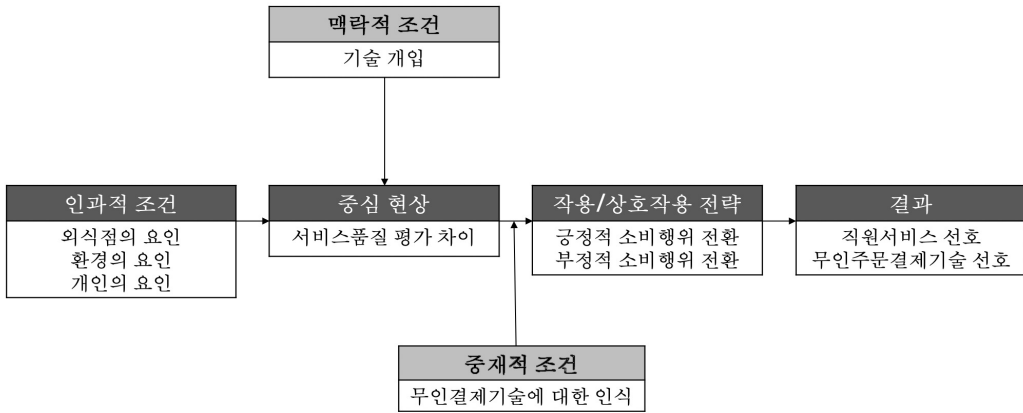 맥락적 조건
기술 개입
인과적 조건
외식점의 요인
환경의 요인
개인의 요인
중심 현상
서비스품질 평가 차이
작용/상호작용 전략
긍정적 소비행위 전환
부정적 소비행위 전환
결과
직원서비스 선호
무인주문결제기술 선호
중재적 조건
무인결제기술에 대한 인식